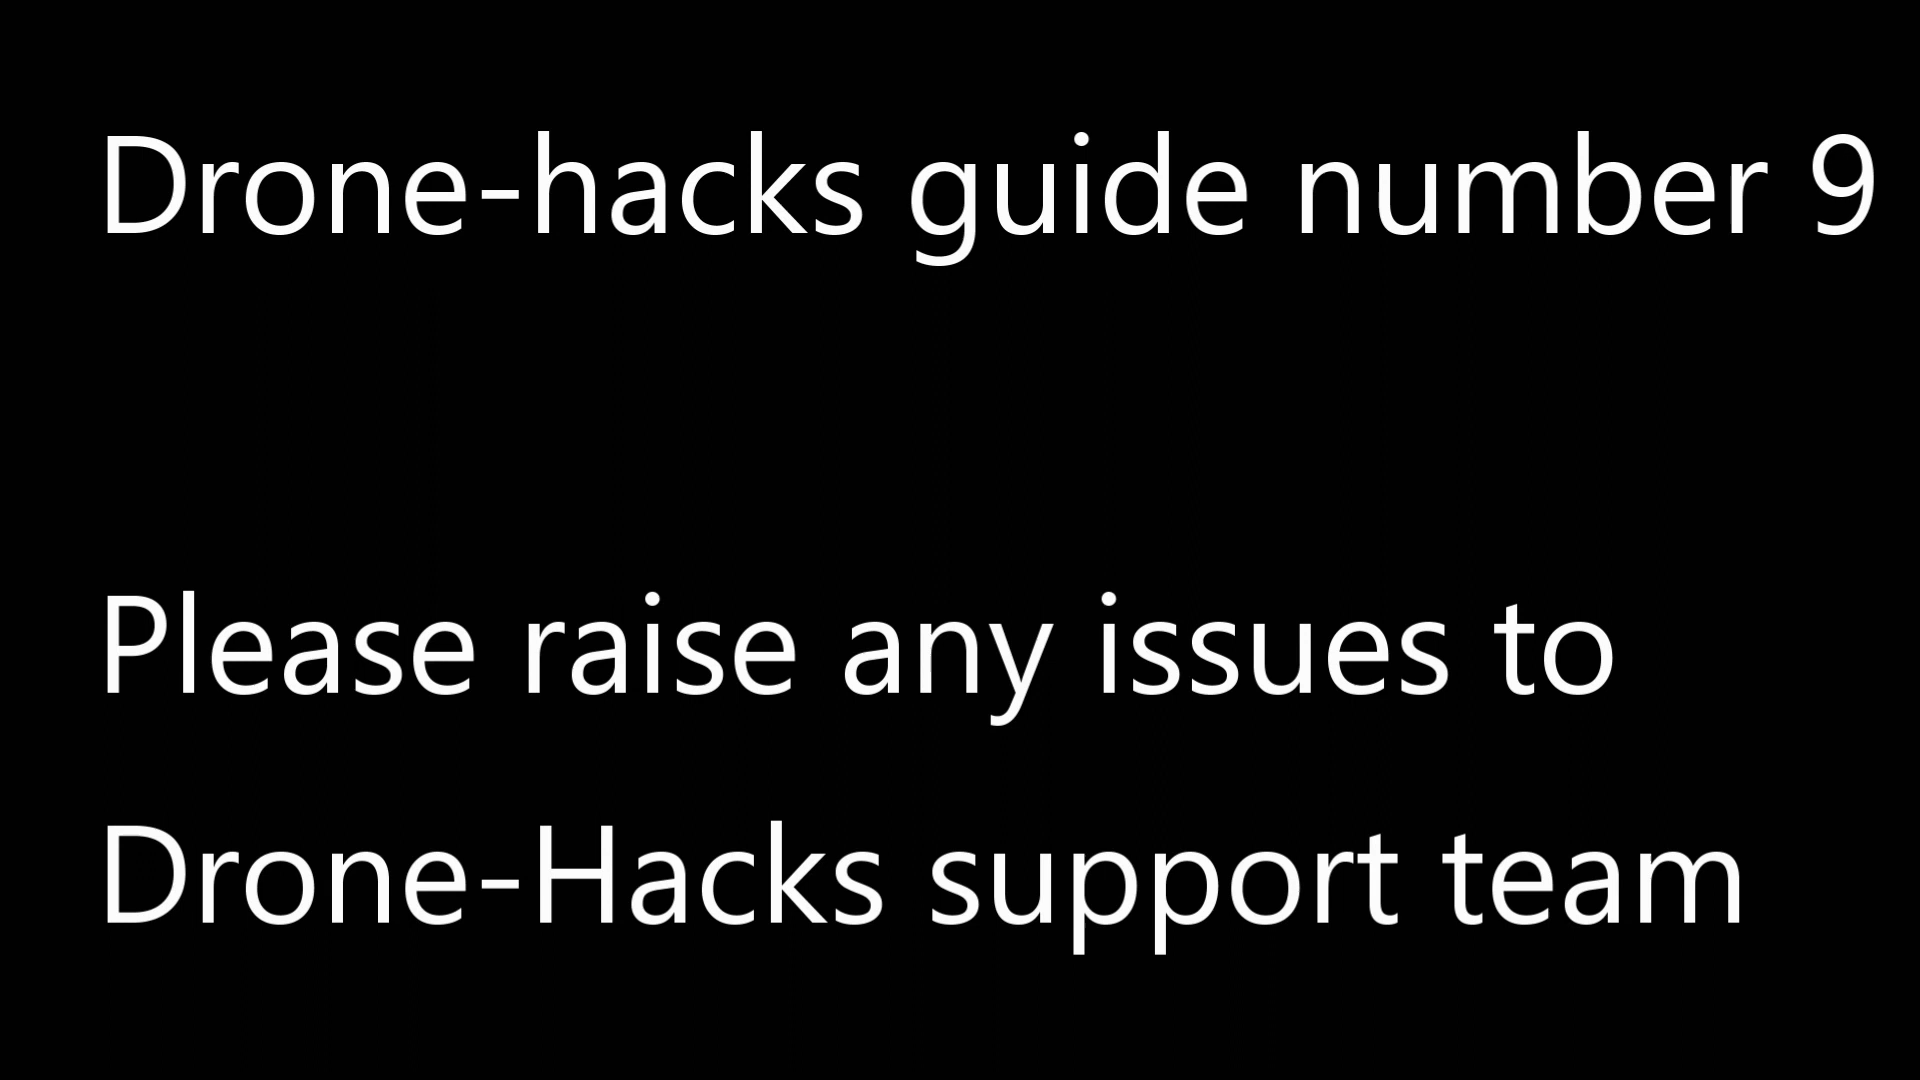 Drone-hacks guide number 9
Please raise any issues to
Drone-Hacks support team